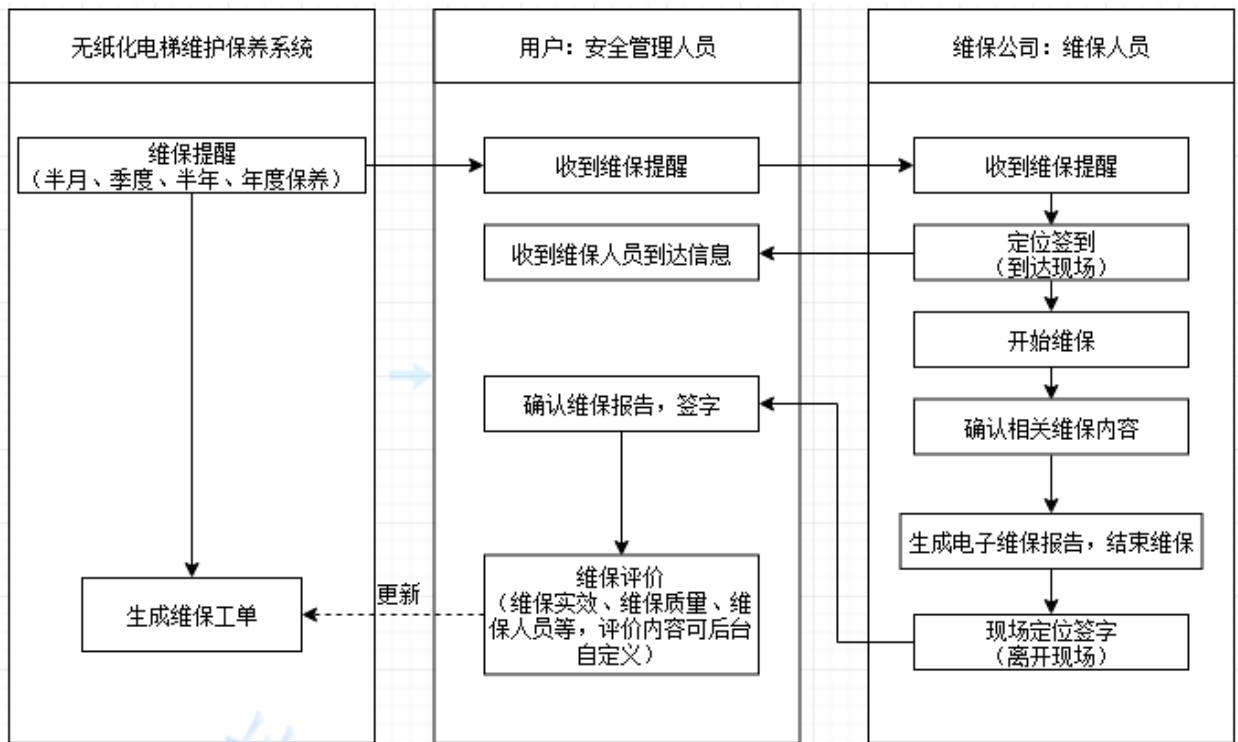 无纸化电梯维护保养系统
用户：安全管理人员
维保公司：维保人员
维保提醒
（半月、季度、半年、年度保养）
收到维保提醒
收到维保提醒
收到维保人员到达信息
定位签到
（到达现场）
开始维保
确认维保报告，签字
确认相关维保内容
生成电子维保报告，结束维保
维保评价
（维保实效、维保质量、维
保人员等，评价内容可后台
自定义）
更新
生成维保工单
现场定位签字
（离开现场）